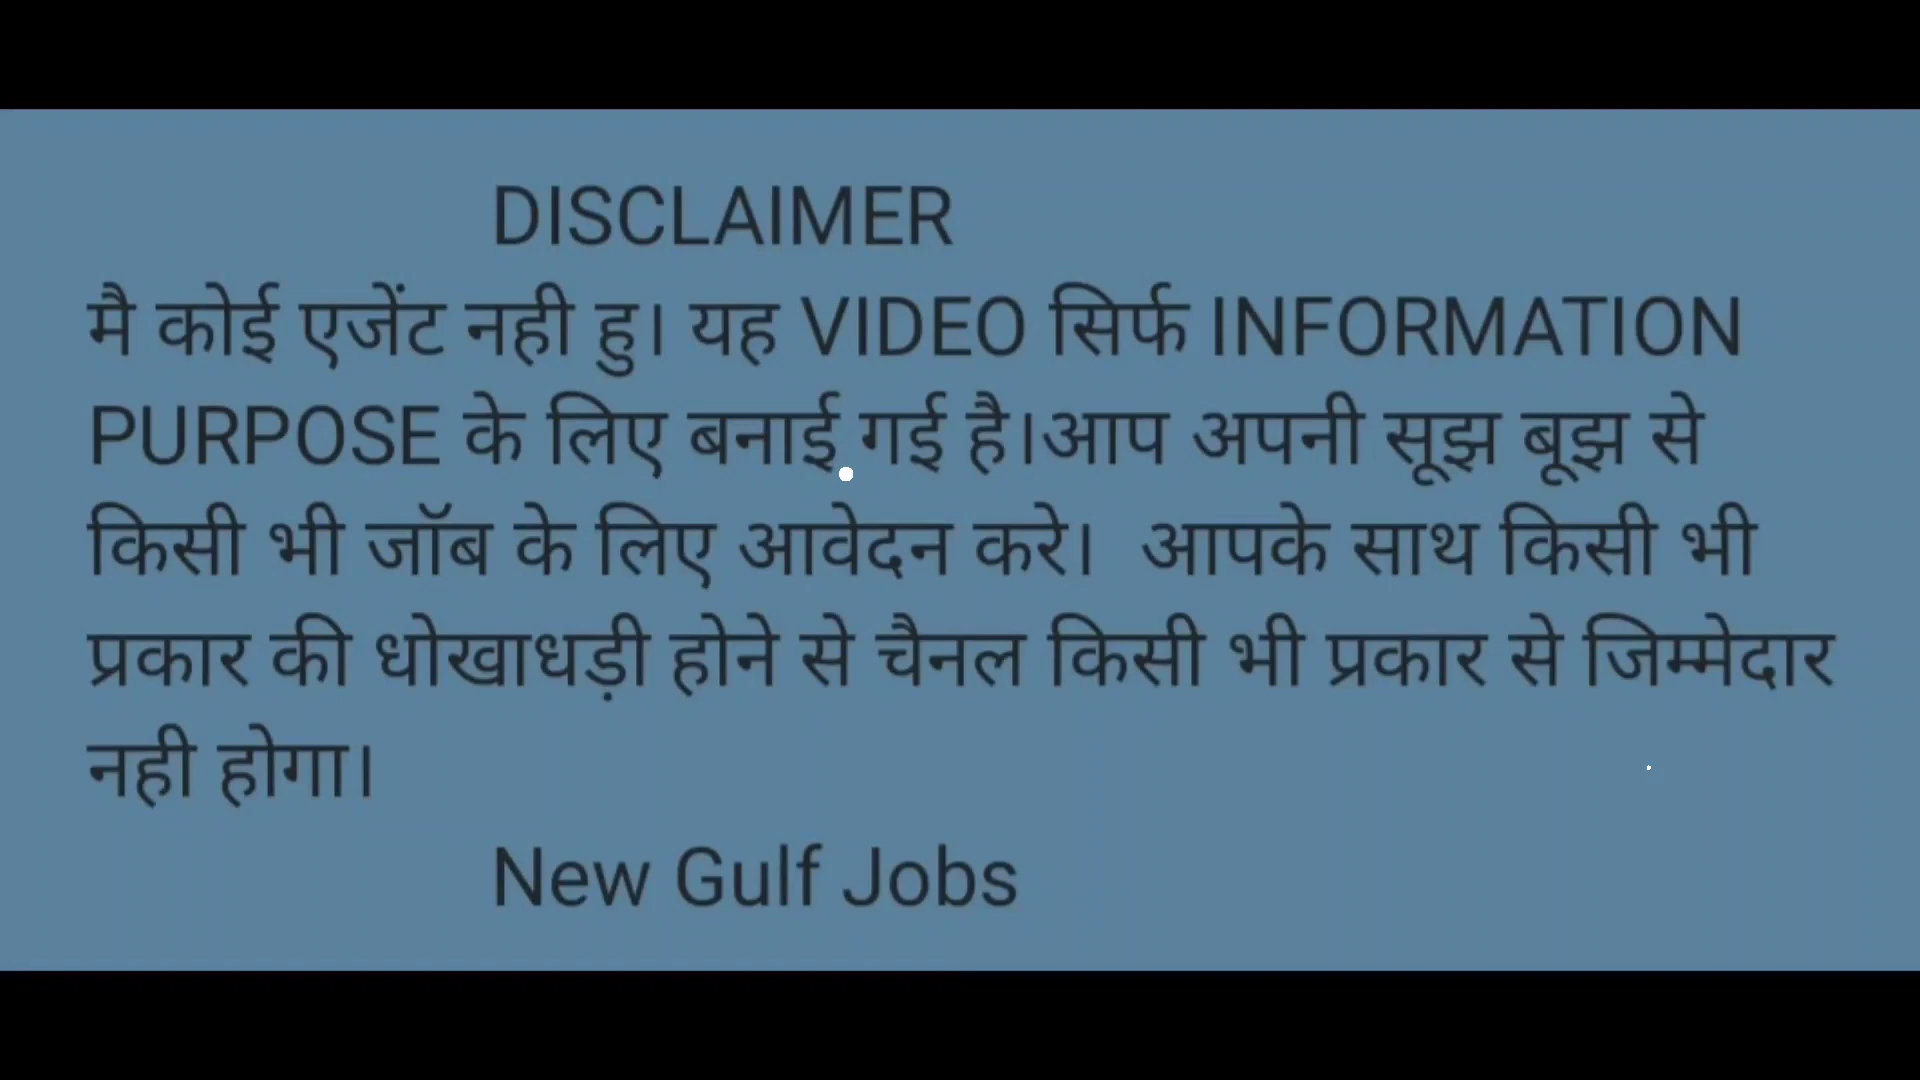 DISCLAIMER
मै कोई एजेंट नही हु। यह VIDEO सिर्फ INFORMATION
PURPOSE के लिए बनाई गई है।आप अपनी सूझ बूझ से
किसी भी जॉब के लिए आवेदन करे। आपके साथ किसी भी
प्रकार की धोखाधड़ी होने से चैनल किसी भी प्रकार से जिम्मेदार
नही होगा।
New Gulf Jobs